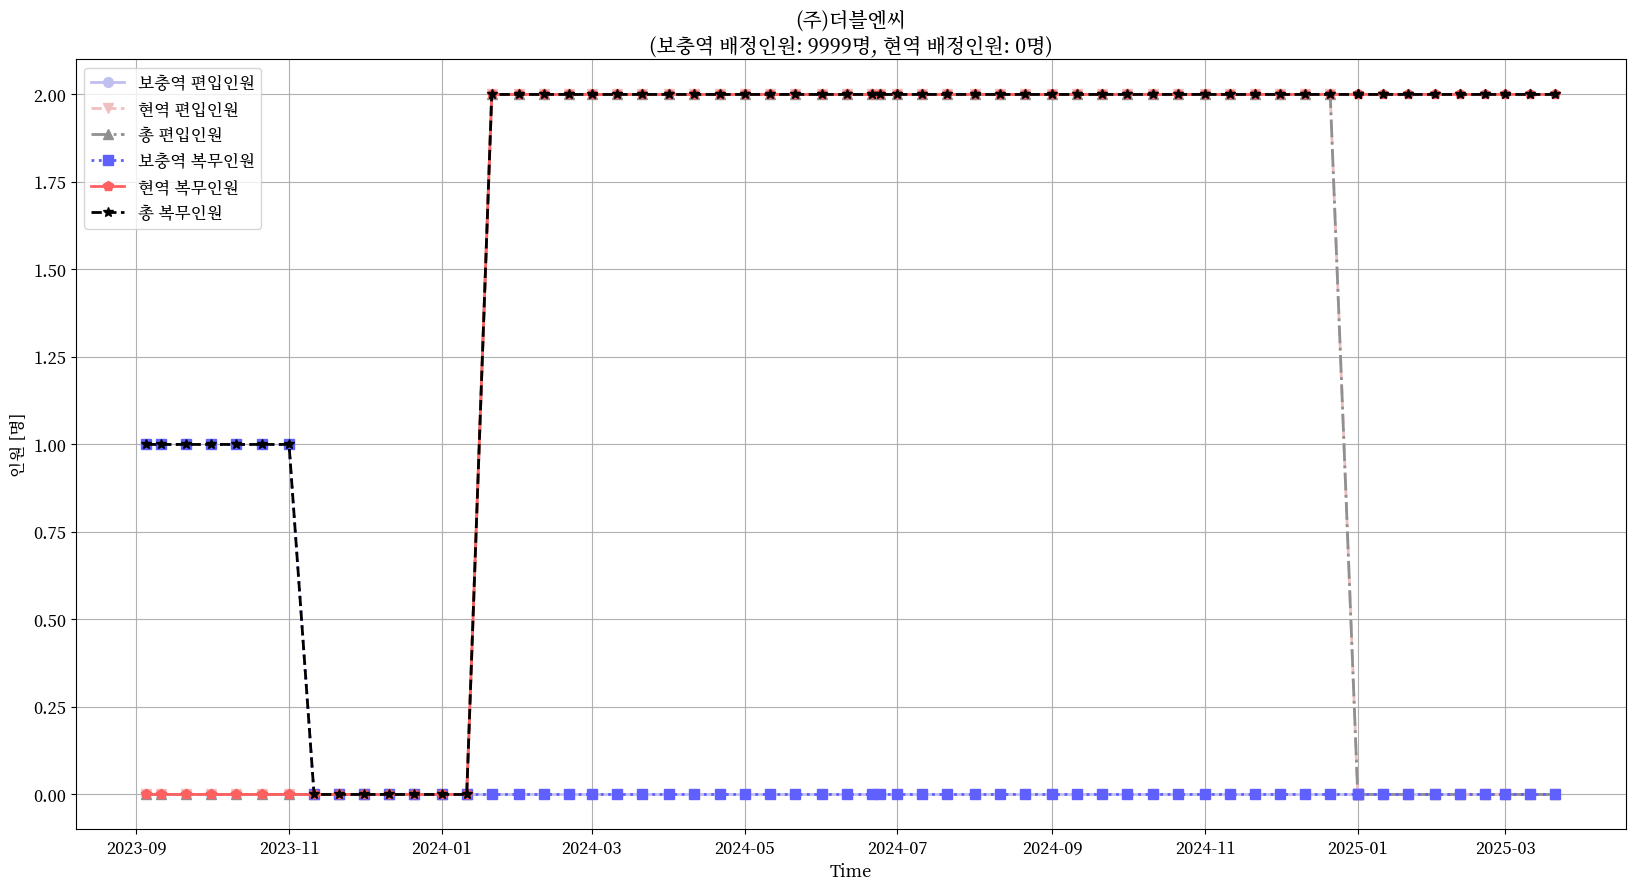 (주)더블엔씨
(보충역 배정인원: 9999명, 현역 배정인원: 0명)
보충역 편입인원
현역 편입인원
총 편입인원
보충역 복무인원
현역 복무인원
총 복무인원
2.00
1.75
1.50
1.25
1.00
0.75
0.50
0.25
0.00
인원 [명]
2023-09 2023-11 2024-01 2024-03 2024-05 2024-07 2024-09 2024-11 2025-01 2025-03
Time